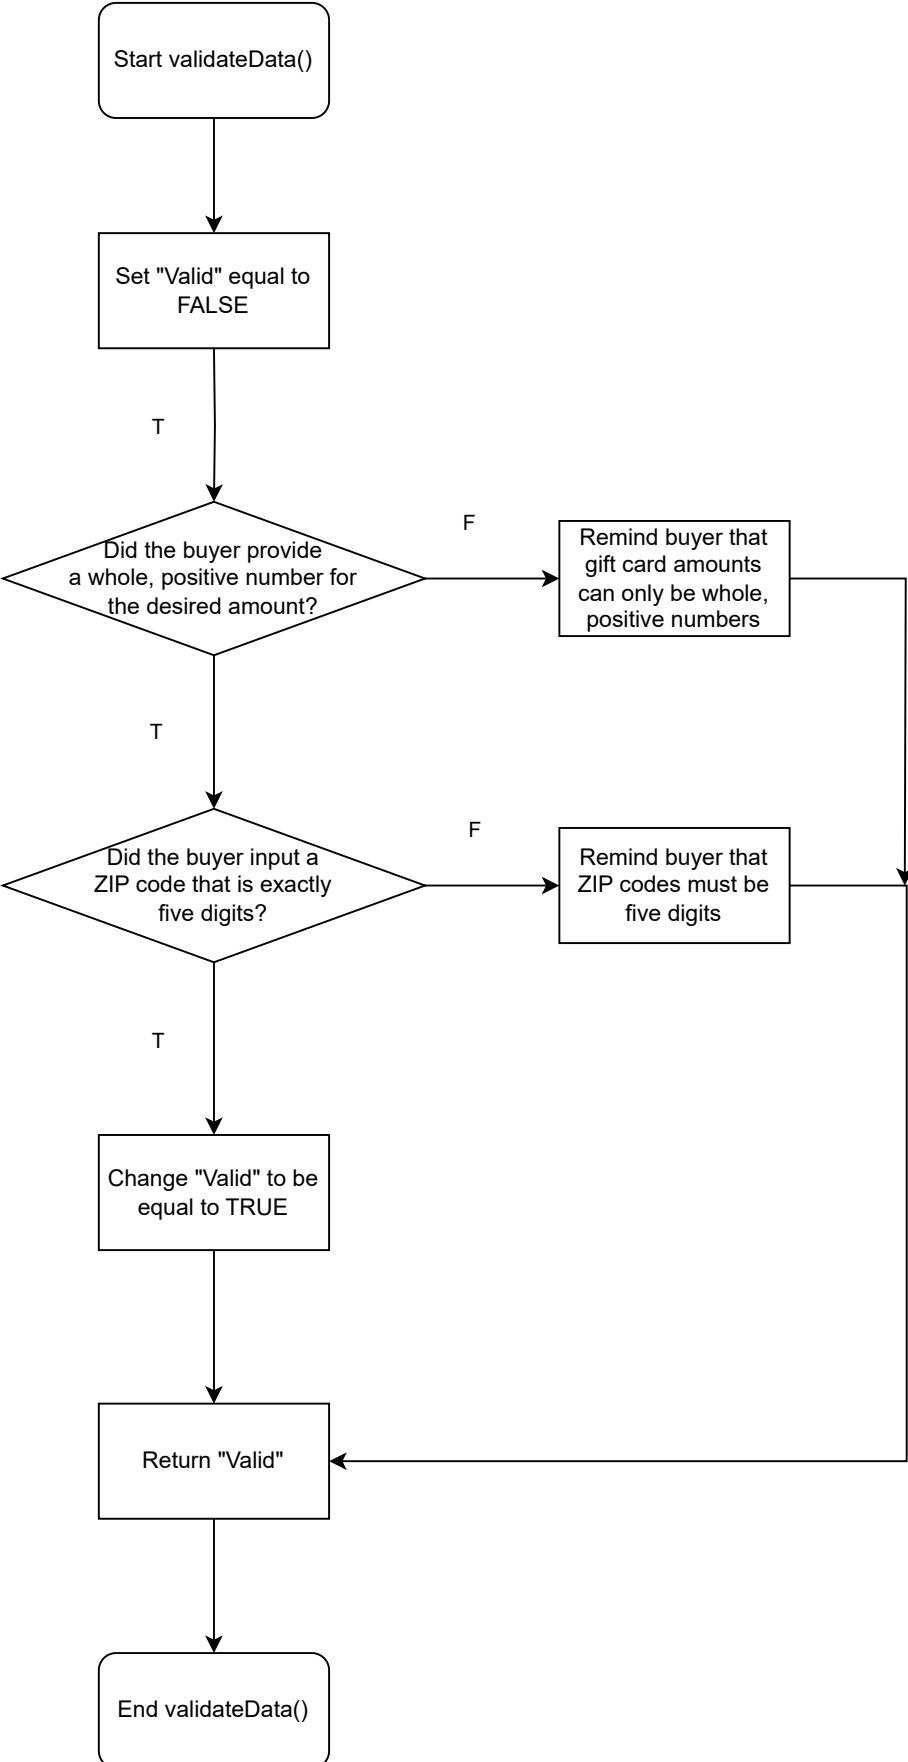 Start validateData()
Set "Valid" equal to
FALSE
T
Did the buyer provide
a whole, positive number for
the desired amount?
F
Remind buyer that
gift card amounts
can only be whole,
positive numbers
T
Did the buyer input a
ZIP code that is exactly
five digits?
F
Remind buyer that
ZIP codes must be
five digits
T
Change "Valid" to be
equal to TRUE
Return "Valid"
End validateData()